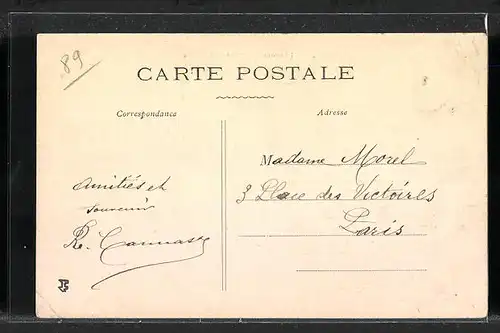 89
CARTE POSTALE
Correspondance
Adresse
Madame Morel
3 Place des Victoires
Paris
Amitiés et
souvenir